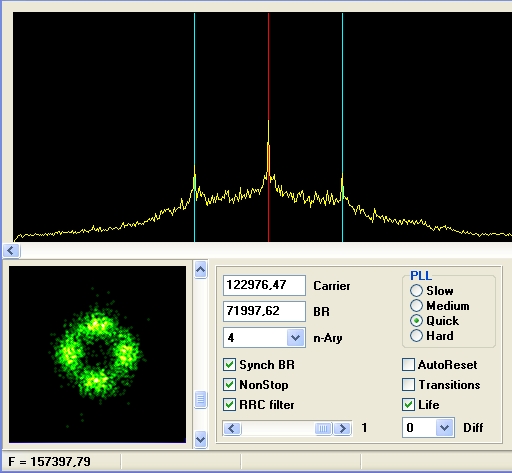 PLL
122976,47 Carrier
Slow
71997,62 BR
Medium
Quick
4 n-Ary
Hard
Synch BR
AutoReset
NonStop
Transitions
RRC filter
Life
1
0 Diff
F = 157397,79